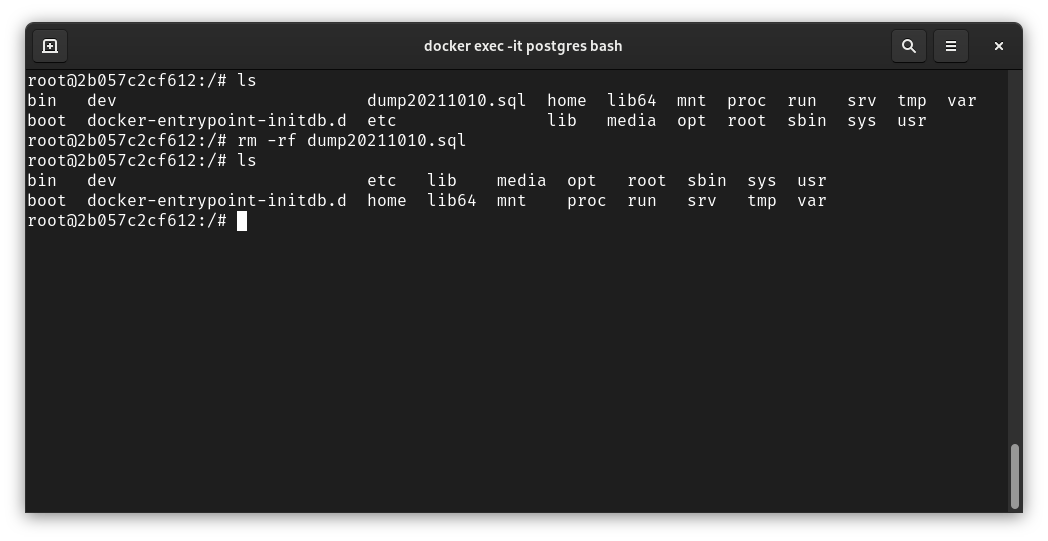 docker exec -it postgres bash
root@2b057c2cf612:/# ls
bin   dev                         dump20211010.sql  home  lib64  mnt  proc  run   srv  tmp  var
boot  docker-entrypoint-initdb.d  etc               lib   media  opt  root  sbin  sys  usr
root@2b057c2cf612:/# rm -rf dump20211010.sql
root@2b057c2cf612:/# ls
bin   dev                         etc   lib    media  opt   root  sbin  sys  usr
boot  docker-entrypoint-initdb.d  home  lib64  mnt    proc  run   srv   tmp  var
root@2b057c2cf612:/#